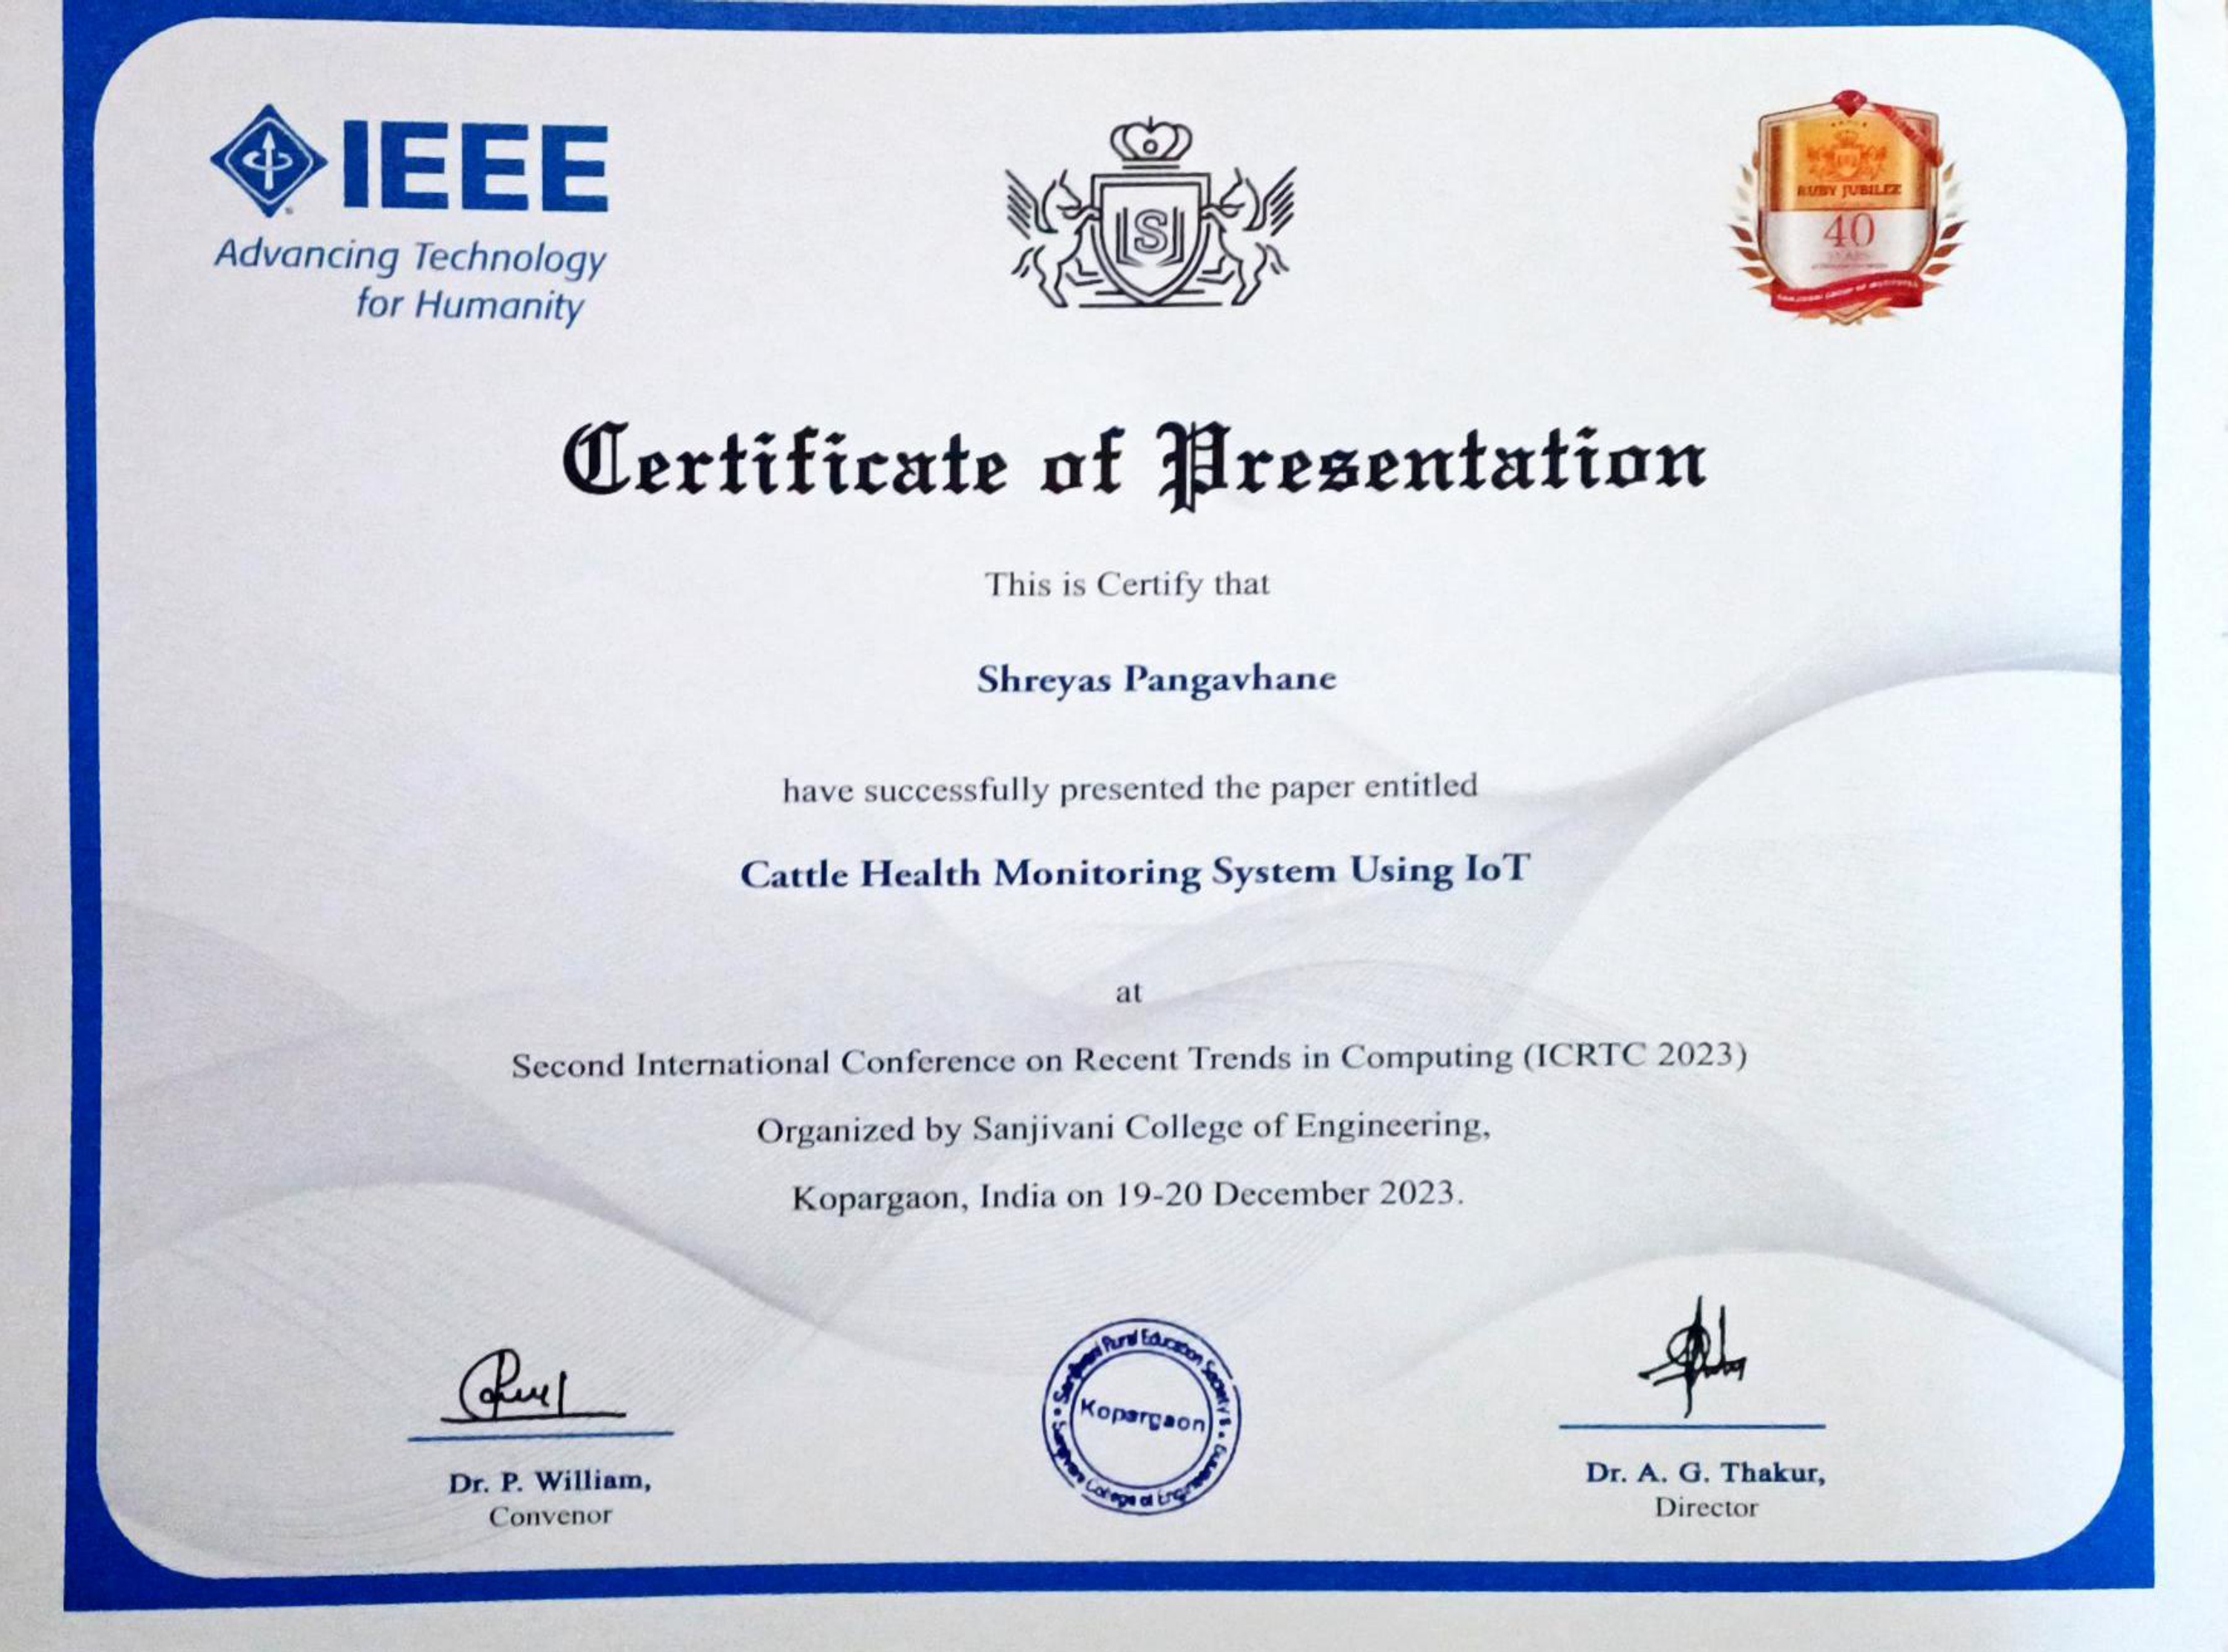 IEEE
Advancing Technology
for Humanity
S
RUBY JUBILEE
40
Certificate of Presentation
This is Certify that
Shreyas Pangavhane
have successfully presented the paper entitled
Cattle Health Monitoring System Using IoT
at
Second International Conference on Recent Trends in Computing (ICRTC 2023)
Organized by Sanjivani College of Engineering,
Kopargaon, India on 19-20 December 2023.
Sanjivani Rural Education Society's
Kopargaon
Sanjivani College of Engineering
Dr. P. William,
Convenor
Dr. A. G. Thakur,
Director